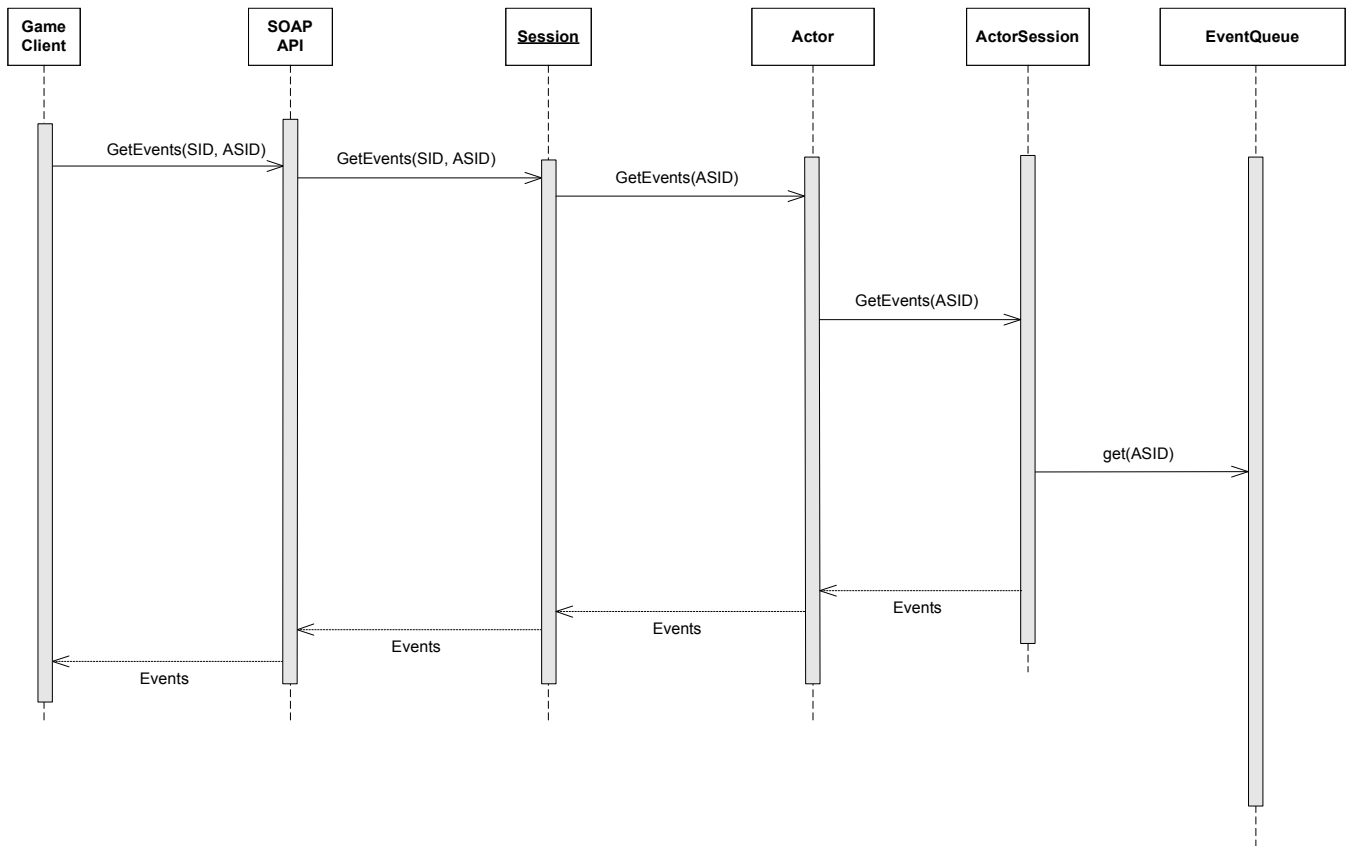 Game
Client
SOAP
API
Session
Actor
ActorSession
EventQueue
GetEvents(SID, ASID)
GetEvents(SID, ASID)
GetEvents(ASID)
GetEvents(ASID)
get(ASID)
Events
Events
Events
Events